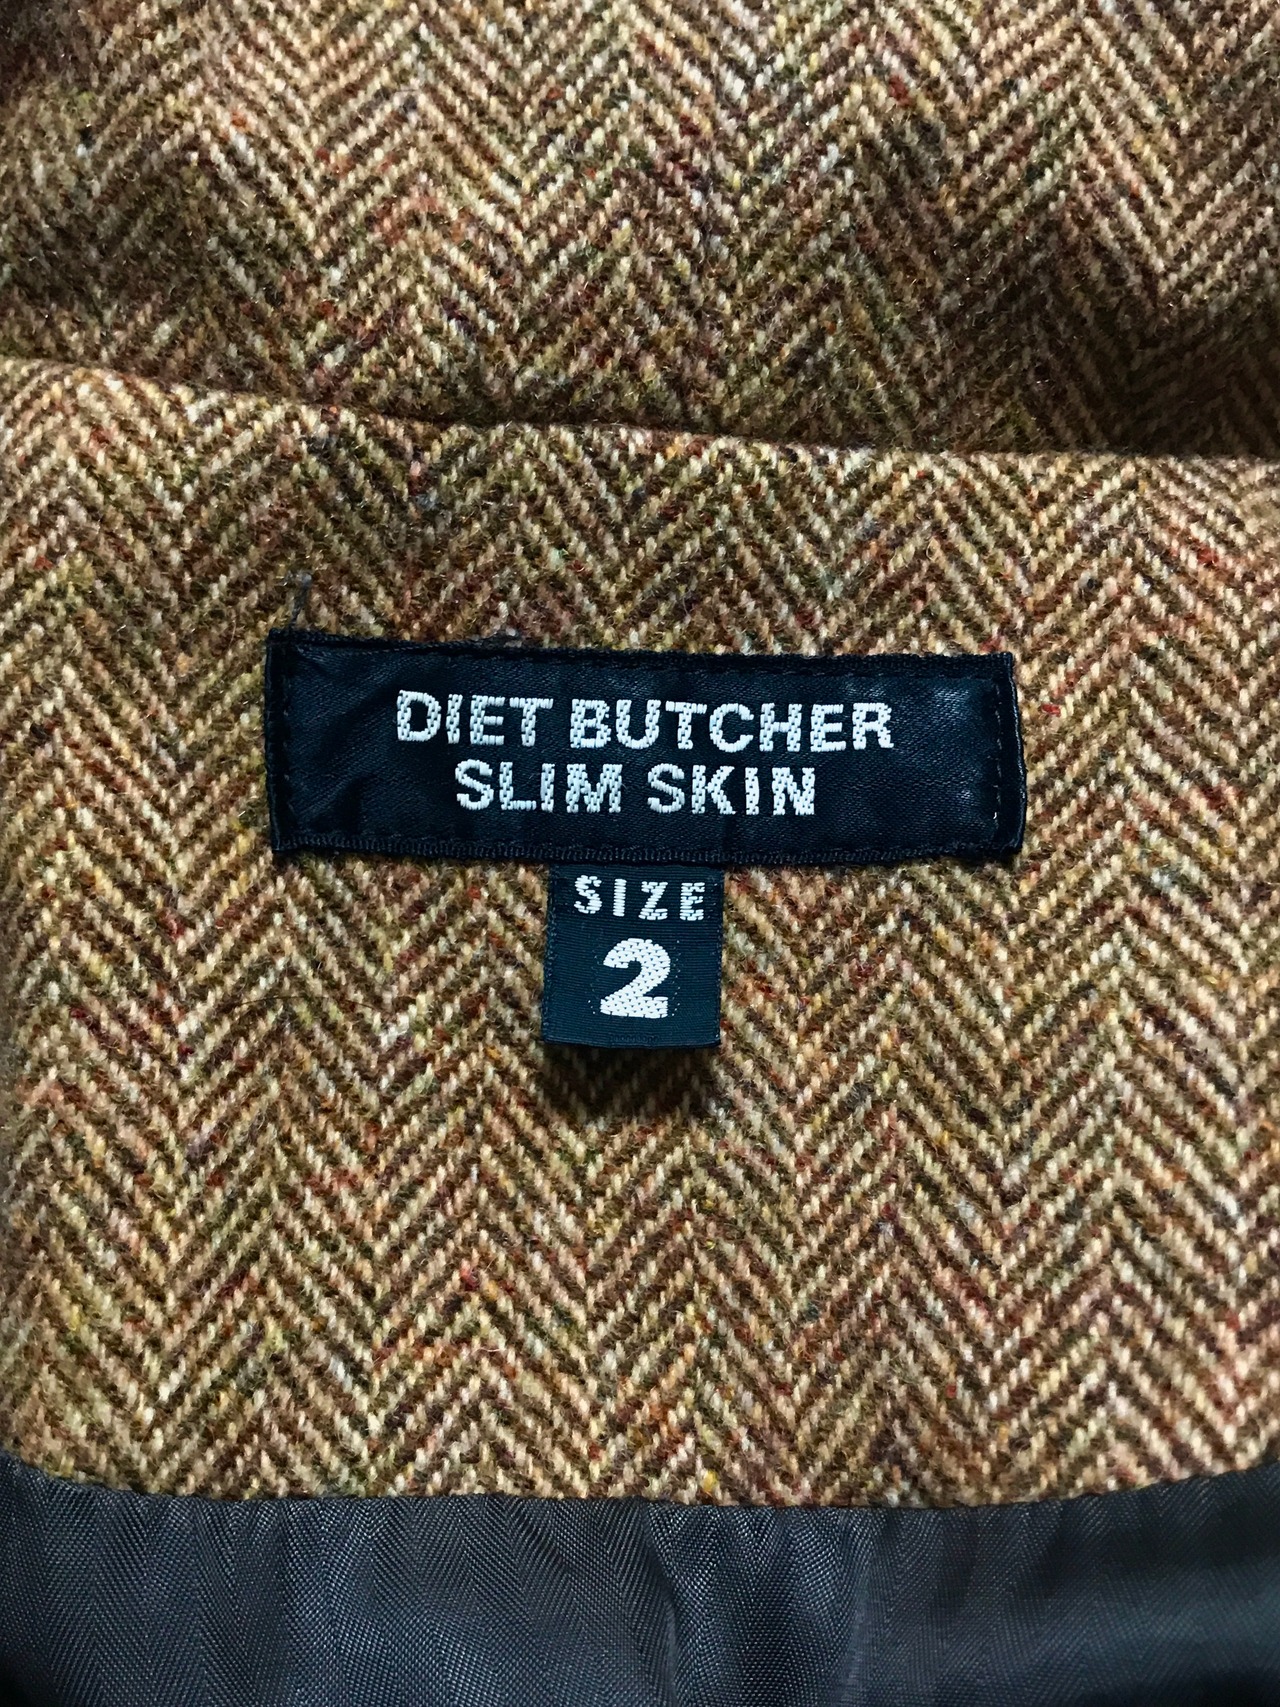 DIET BUTCHER
SLIM SKIN
SIZE
2